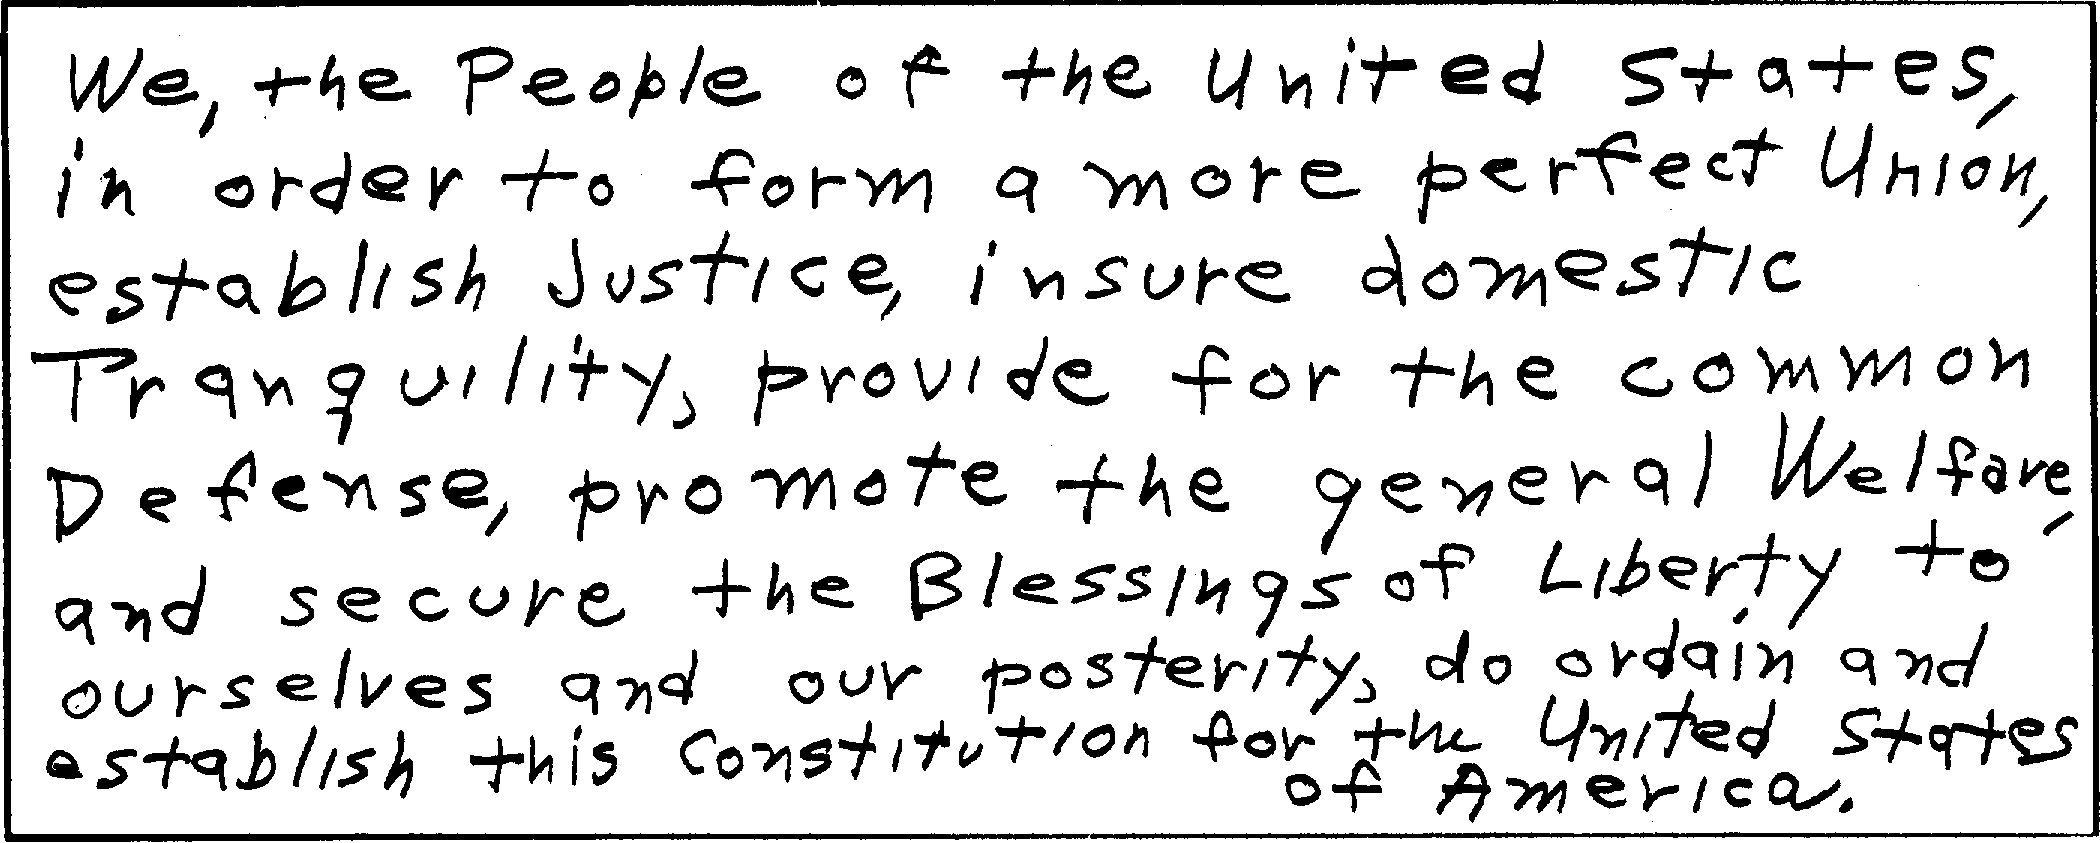 We, the People of the United States,
in order to form a more perfect Union,
establish Justice, insure domestic
Tranquility, provide for the common
Defense, promote the general Welfare,
and secure the Blessings of Liberty to
ourselves and our posterity, do ordain and
establish this Constitution for the United States
of America.